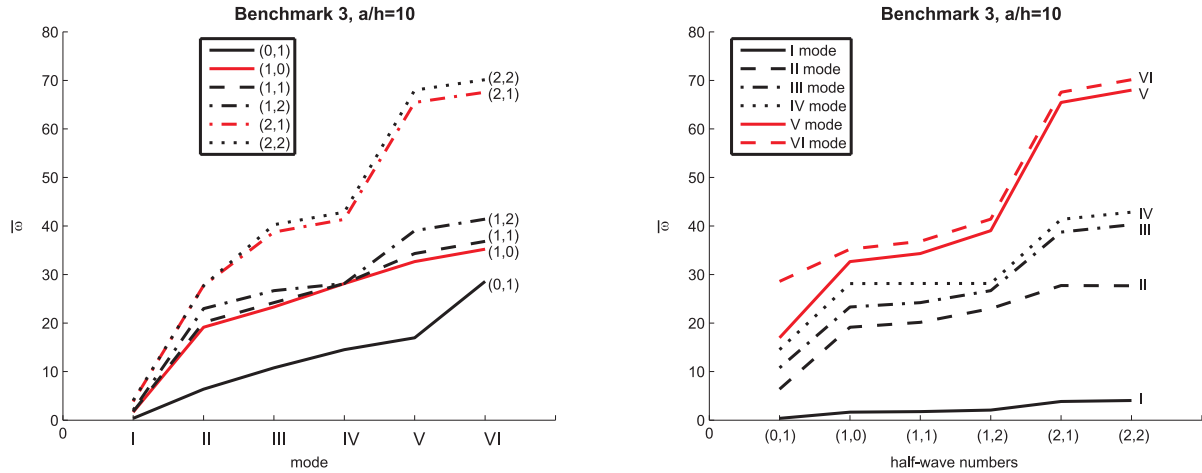 Benchmark 3, a/h=10
80
70
60
50
40
30
20
10
0
0
ω̅
I
II
III
IV
V
VI
mode
(0,1)
(1,0)
(1,1)
(1,2)
(2,1)
(2,2)
(2,2)
(2,1)
(1,2)
(1,1)
(1,0)
(0,1)
Benchmark 3, a/h=10
80
70
60
50
40
30
20
10
0
0
ω̅
(0,1)
(1,0)
(1,1)
(1,2)
(2,1)
(2,2)
half-wave numbers
I mode
II mode
III mode
IV mode
V mode
VI mode
VI
V
IV
III
II
I